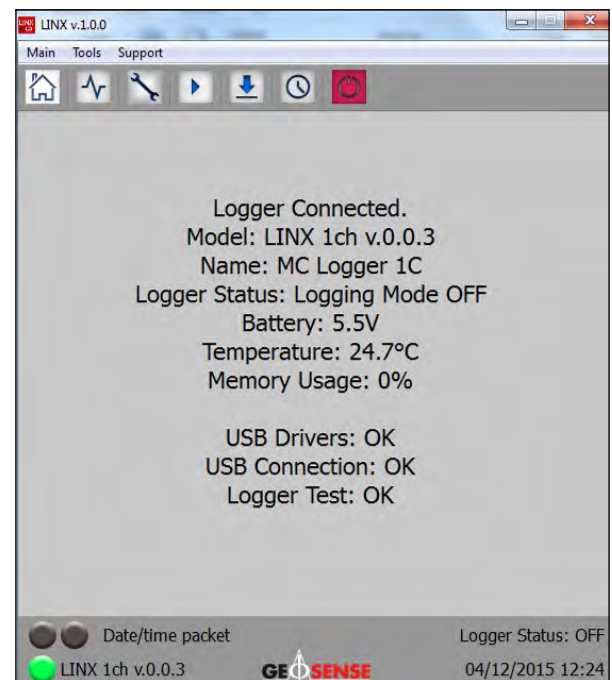 LINX v.1.0.0
Main Tools Support
Logger Connected.
Model: LINX 1ch v.0.0.3
Name: MC Logger 1C
Logger Status: Logging Mode OFF
Battery: 5.5V
Temperature: 24.7°C
Memory Usage: 0%
USB Drivers: OK
USB Connection: OK
Logger Test: OK
Date/time packet Logger Status: OFF
LINX 1ch v.0.0.3 GEOSENSE 04/12/2015 12:24